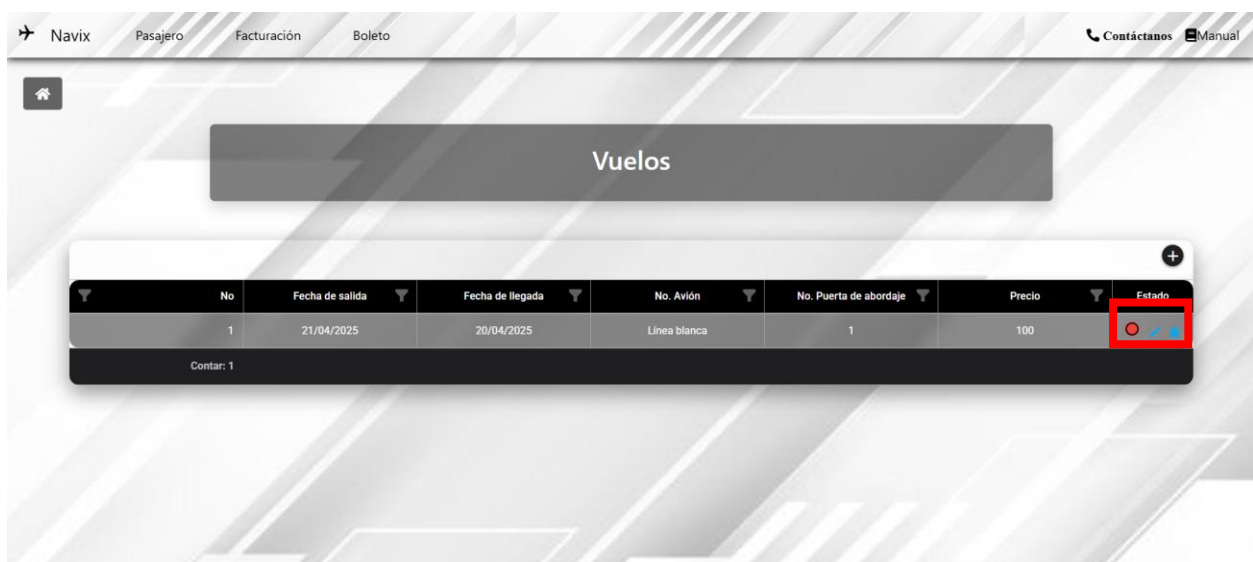 Navix Pasajero Facturación Boleto Contáctanos Manual
Vuelos
No Fecha de salida Fecha de llegada No. Avión No. Puerta de abordaje Precio Estado
1 21/04/2025 20/04/2025 Línea blanca 1 100
Contar: 1